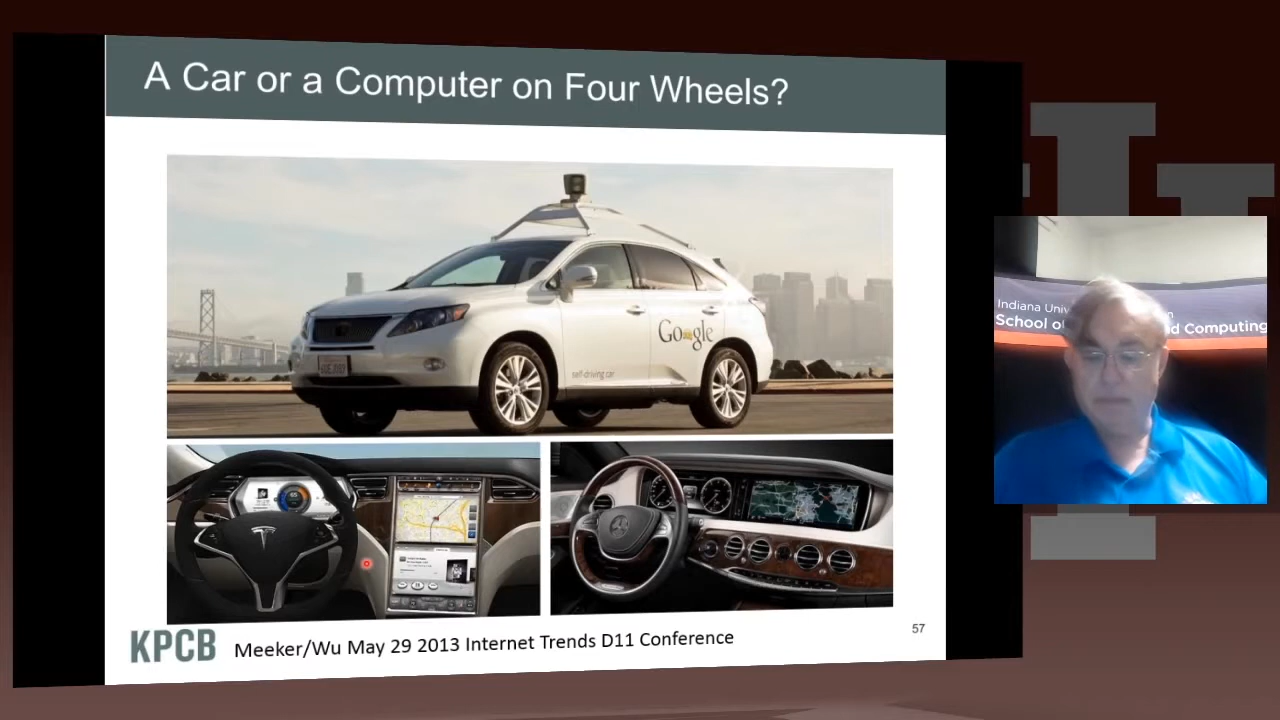 A Car or a Computer on Four Wheels?
Google
self-driving car
KPCB
Meeker/Wu May 29 2013 Internet Trends D11 Conference
57
Indiana
School of
d Computing